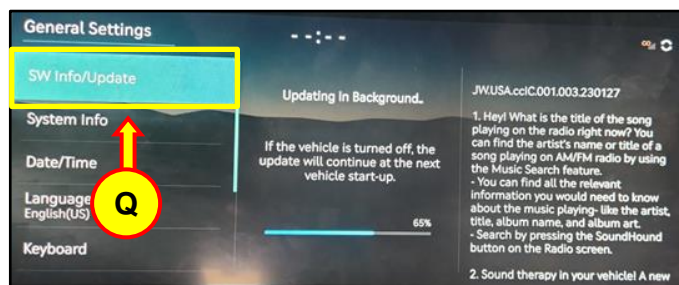 General Settings
--:--
SW Info/Update
System Info
Date/Time
Language
English(US)
Keyboard
Q
Updating in Background..
If the vehicle is turned off, the
update will continue at the next
vehicle start-up.
65%
JW.USA.ccIC.001.003.230127
1. Hey! What is the title of the song
playing on the radio right now? You
can find the artist's name or title of a
song playing on AM/FM radio by using
the Music Search feature.
- You can find all the relevant
information you would need to know
about the music playing- like the artist,
title, album name, and album art.
- Search by pressing the SoundHound
button on the Radio screen.
2. Sound therapy in your vehicle! A new